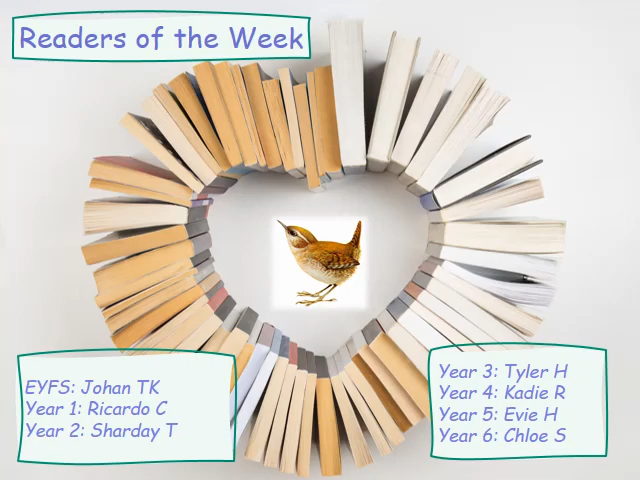 Readers of the Week
EYFS: Johan TK
Year 1: Ricardo C
Year 2: Sharday T
Year 3: Tyler H
Year 4: Kadie R
Year 5: Evie H
Year 6: Chloe S